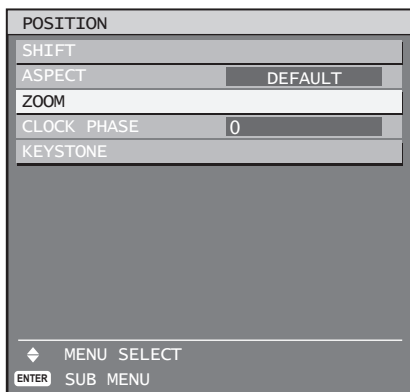 POSITION
SHIFT
ASPECT DEFAULT
ZOOM
CLOCK PHASE 0
KEYSTONE
MENU SELECT
ENTER SUB MENU